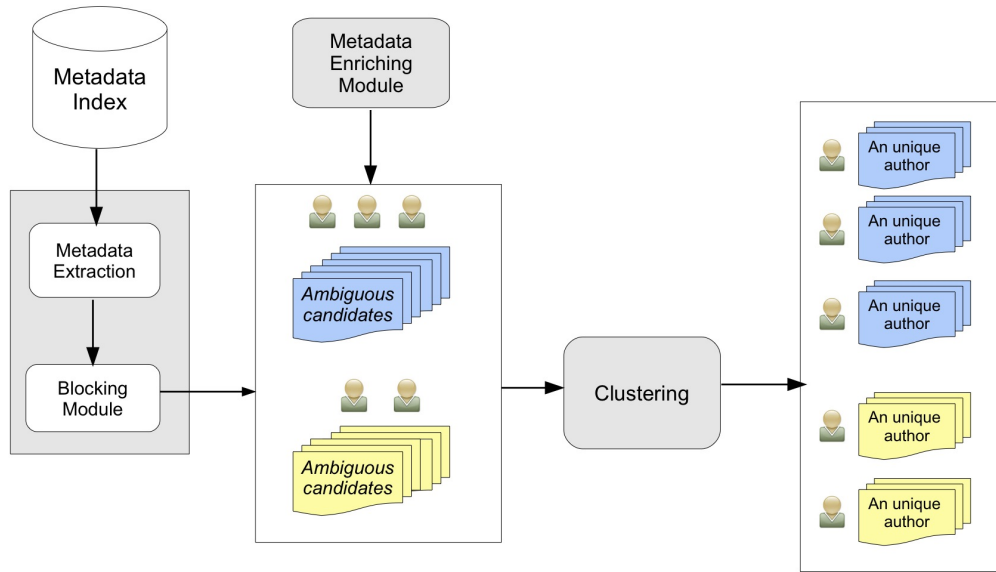 Metadata
Index
Metadata
Enriching
Module
Metadata
Extraction
Blocking
Module
Ambiguous
candidates
Ambiguous
candidates
Clustering
An unique
author
An unique
author
An unique
author
An unique
author
An unique
author